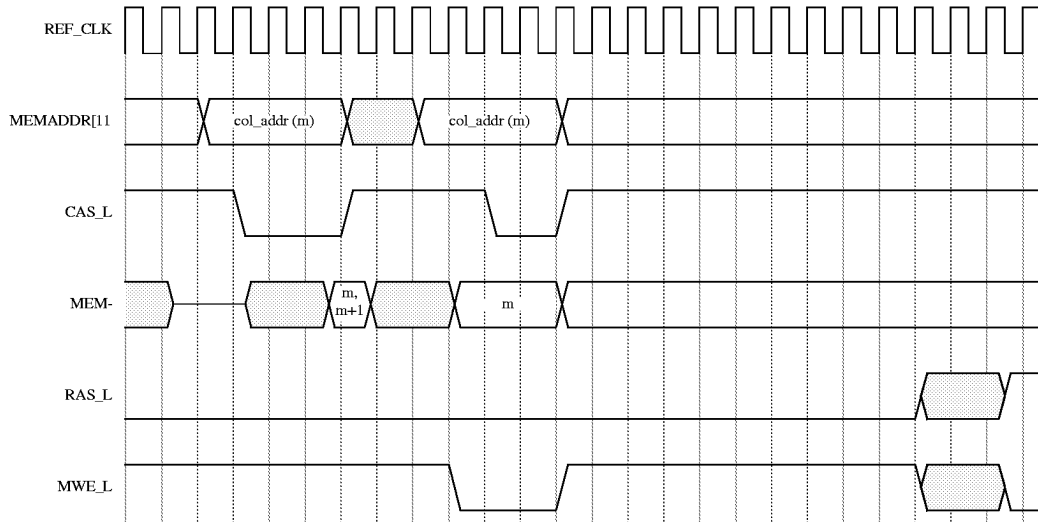 REF_CLK
MEMADDR[11
col_addr (m)
col_addr (m)
CAS_L
MEM-
m,
m+1
m
RAS_L
MWE_L